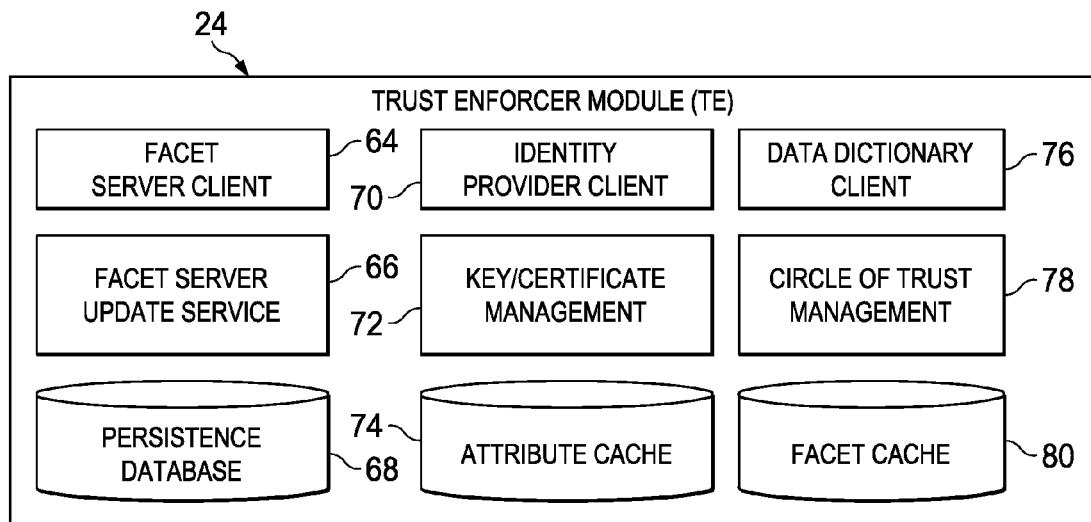 24
TRUST ENFORCER MODULE (TE)
FACET
SERVER CLIENT
64
IDENTITY
PROVIDER CLIENT
70
DATA DICTIONARY
CLIENT
76
FACET SERVER
UPDATE SERVICE
66
KEY/CERTIFICATE
MANAGEMENT
72
CIRCLE OF TRUST
MANAGEMENT
78
PERSISTENCE
DATABASE
68
74
ATTRIBUTE CACHE
FACET CACHE
80